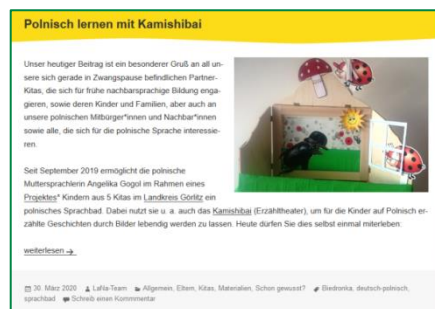 Polnisch lernen mit Kamishibai
Unser heutiger Beitrag ist ein besonderer Gruß an all un-
sere sich gerade in Zwangspause befindlichen Partner-
Kitas, die sich für frühe nachbarsprachige Bildung enga-
gieren, sowie deren Kinder und Familien, aber auch an
unsere polnischen Mitbürger*innen und Nachbar*innen
sowie alle, die sich für die polnische Sprache interessie-
ren.
Seit September 2019 ermöglicht die polnische
Muttersprachlerin Angelika Gogol im Rahmen eines
Projektes* Kindern aus 5 Kitas im Landkreis Görlitz ein
polnisches Sprachbad. Dabei nutzt sie u. a. auch das Kamishibai (Erzähltheater), um für die Kinder auf Polnisch er-
zählte Geschichten durch Bilder lebendig werden zu lassen. Heute dürfen Sie dies selbst einmal miterleben:
weiterlesen →
30. März 2020 LaNa-Team Allgemein, Eltern, Kitas, Materialien, Schon gewusst? Biedronka, deutsch-polnisch,
sprachbad Schreib einen Kommentar